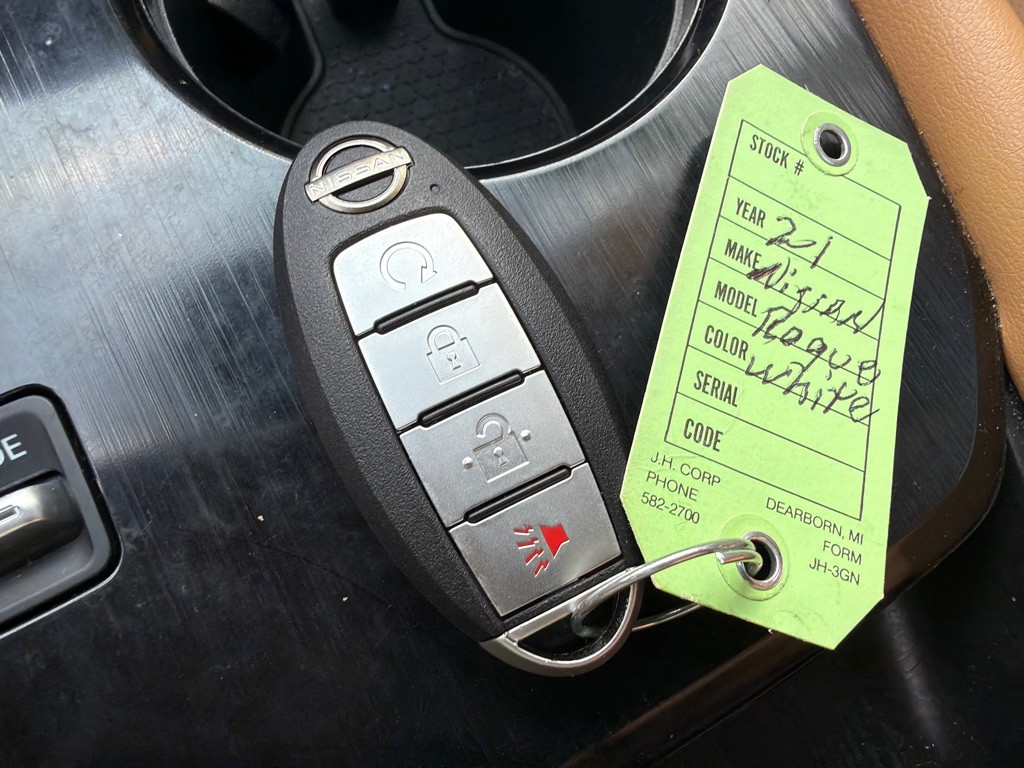 NISSAN
DE
STOCK #
YEAR 21
MAKE Nissan
MODEL Rogue
COLOR White
SERIAL
CODE
J.H. CORP
PHONE
582-2700
DEARBORN, MI
FORM
JH-3GN